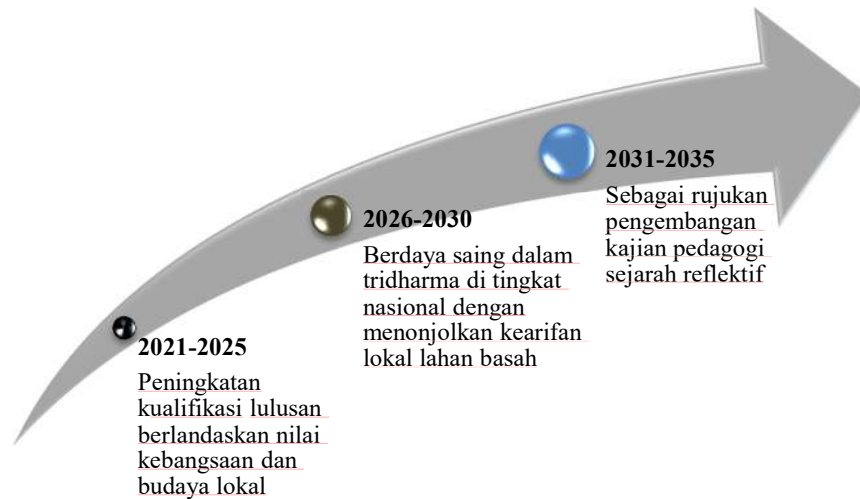 2021-2025
Peningkatan
kualifikasi lulusan
berlandaskan nilai
kebangsaan dan
budaya lokal
2026-2030
Berdaya saing dalam
tridharma di tingkat
nasional dengan
menonjolkan kearifan
lokal lahan basah
2031-2035
Sebagai rujukan
pengembangan
kajian pedagogi
sejarah reflektif